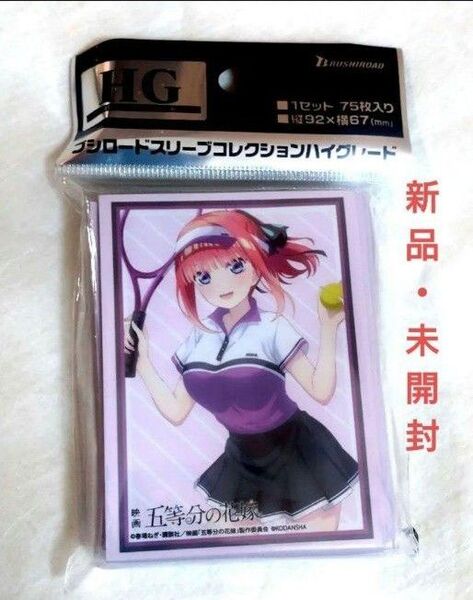 HG
BUSHIROAD
■1セット 75枚入り
■縦92×横67(mm)
ブシロードスリーブコレクションハイグレード
新品・未開封
映画 五等分の花嫁
©春場ねぎ・講談社／映画「五等分の花嫁」製作委員会 ©KODANSHA